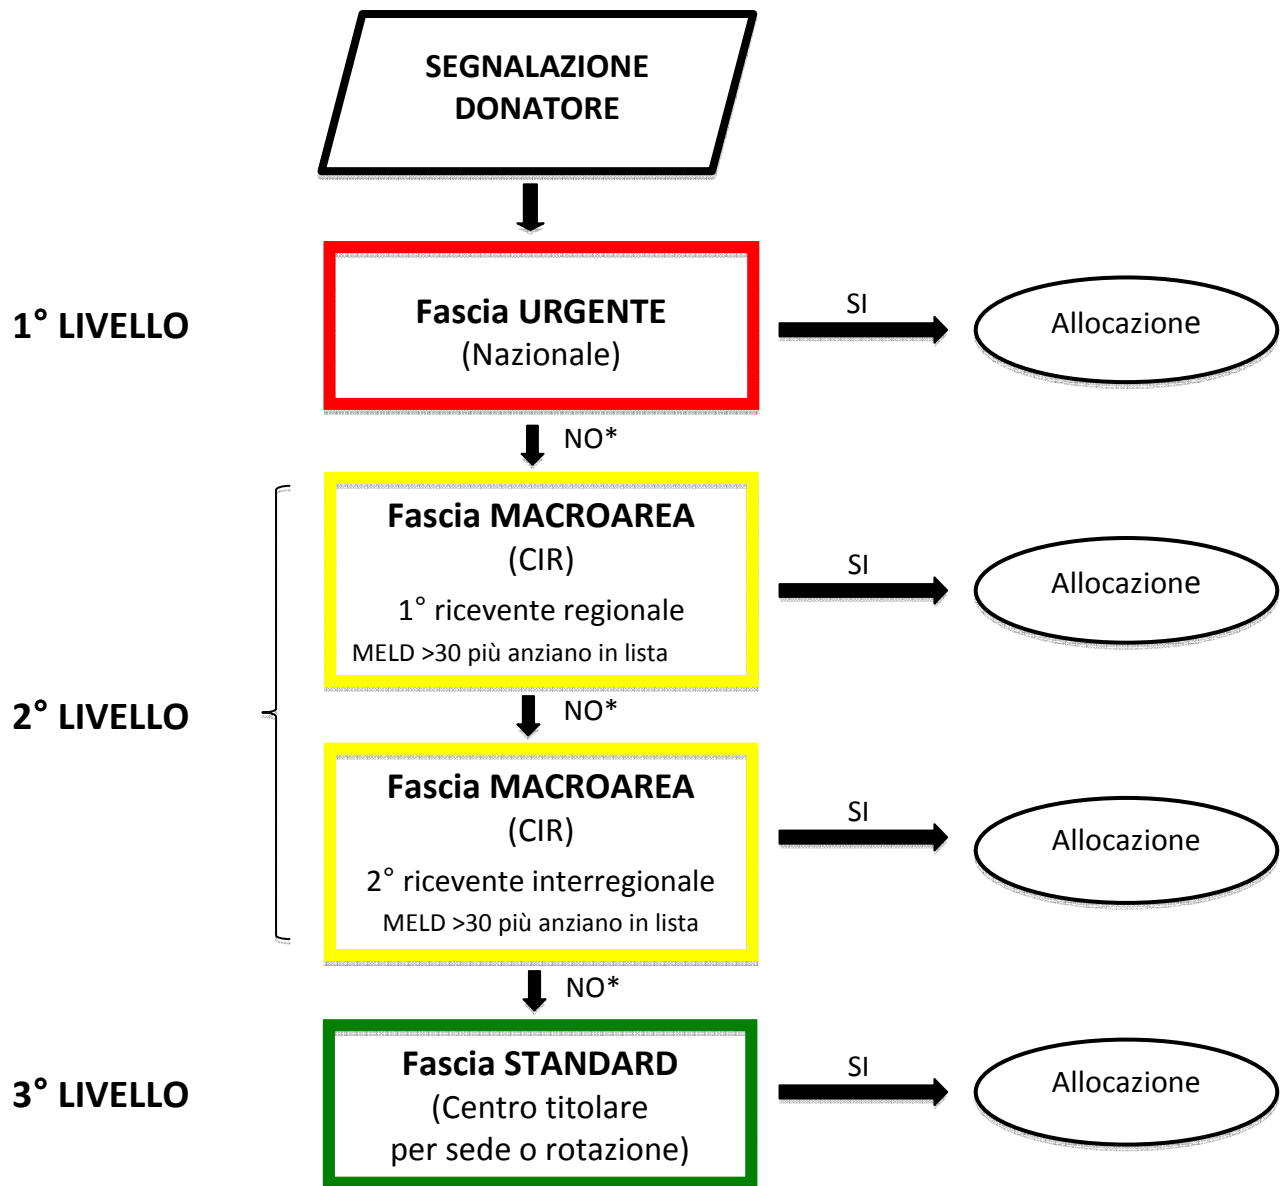 SEGNALAZIONE
DONATORE
1° LIVELLO
Fascia URGENTE
(Nazionale)
SI
Allocazione
NO*
2° LIVELLO
Fascia MACROAREA
(CIR)
1° ricevente regionale
MELD >30 più anziano in lista
SI
Allocazione
NO*
Fascia MACROAREA
(CIR)
2° ricevente interregionale
MELD >30 più anziano in lista
SI
Allocazione
NO*
3° LIVELLO
Fascia STANDARD
(Centro titolare
per sede o rotazione)
SI
Allocazione